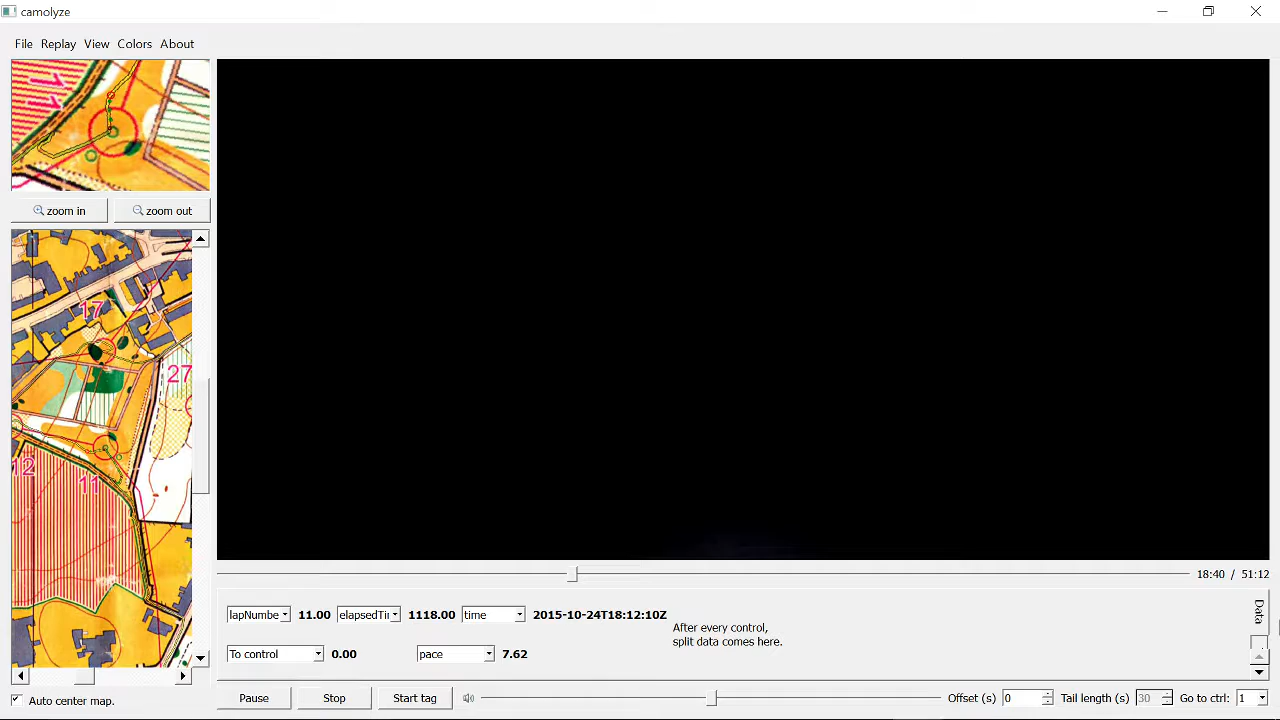 camolyze
File Replay View Colors About
11
zoom in zoom out
17
27
12
11
18:40 / 51:12
lapNumbe 11.00 elapsedTi 1118.00 time 2015-10-24T18:12:10Z
After every control,
split data comes here.
To control 0.00 pace 7.62
Data
Auto center map.
Pause Stop Start tag Offset (s) 0 Tail length (s) 30 Go to ctrl: 1